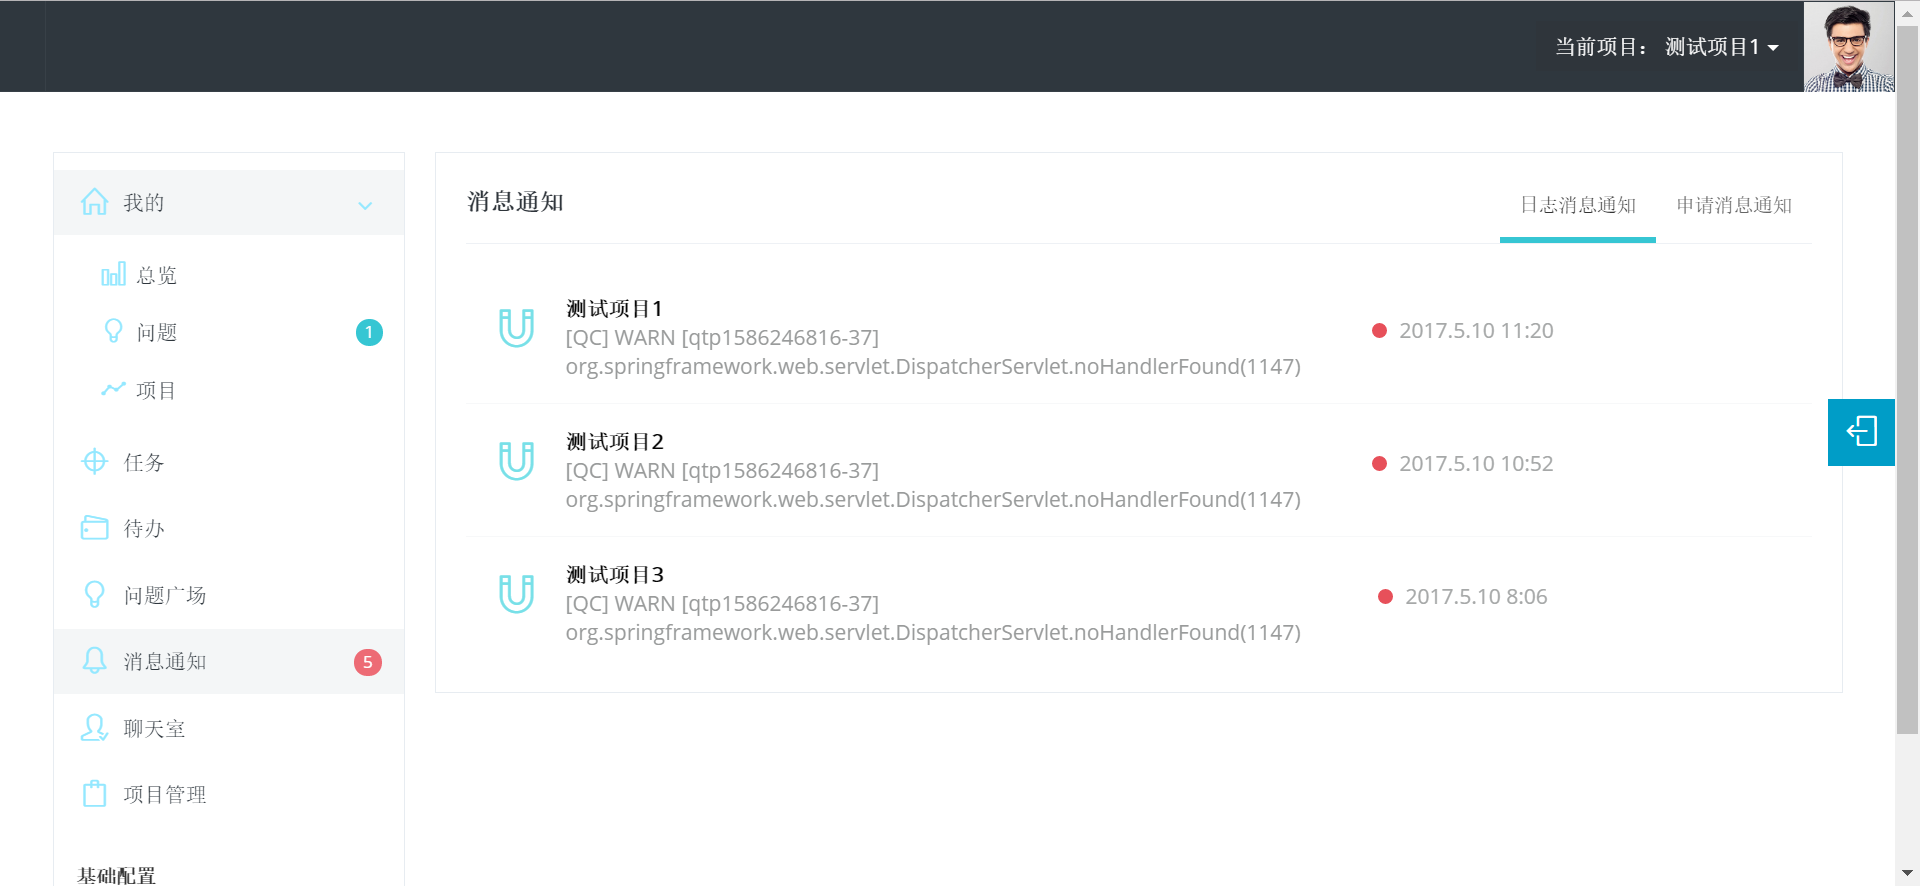 当前项目： 测试项目1
我的
总览
问题 1
项目
任务
待办
问题广场
消息通知 5
聊天室
项目管理
基础配置
消息通知
日志消息通知 申请消息通知
测试项目1
[QC] WARN [qtp1586246816-37]
org.springframework.web.servlet.DispatcherServlet.noHandlerFound(1147)
2017.5.10 11:20
测试项目2
[QC] WARN [qtp1586246816-37]
org.springframework.web.servlet.DispatcherServlet.noHandlerFound(1147)
2017.5.10 10:52
测试项目3
[QC] WARN [qtp1586246816-37]
org.springframework.web.servlet.DispatcherServlet.noHandlerFound(1147)
2017.5.10 8:06